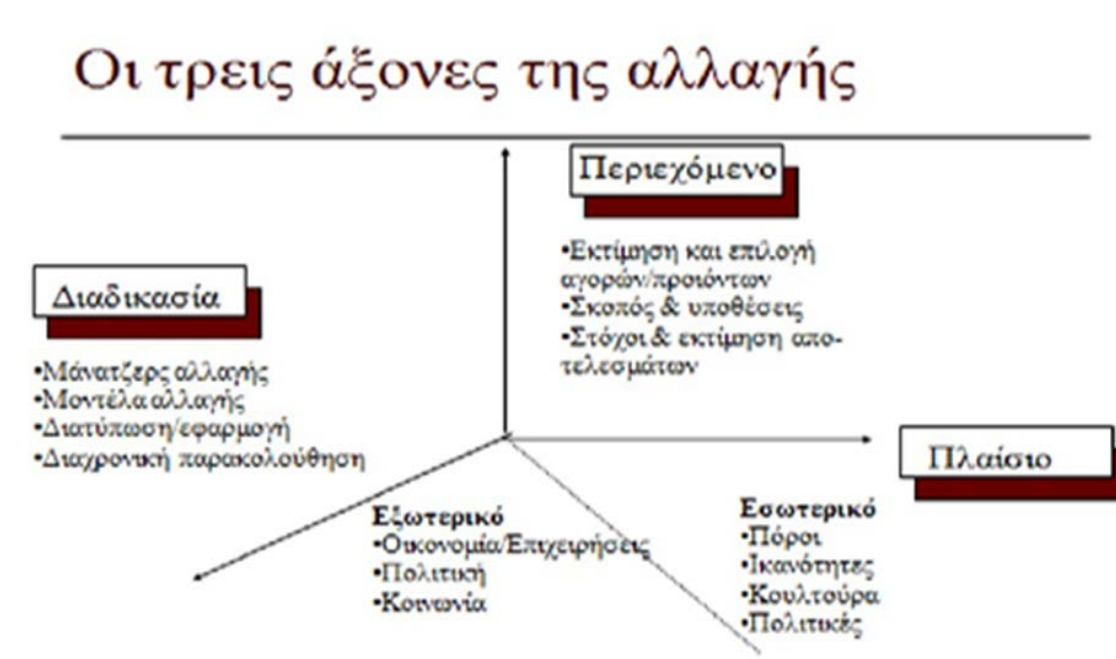 Οι τρεις άξονες της αλλαγής
Περιεχόμενο
•Εκτίμηση και επιλογή
αγορών/προιόντων
•Σκοπός & υποθέσεις
•Στόχοι & εκτίμηση απο-
τελεσμάτων
Διαδικασία
•Μάνατζερς αλλαγής
•Μοντέλα αλλαγής
•Διατύπωση/εφαρμογή
•Διαχρονική παρακολούθηση
Πλαίσιο
Εξωτερικό
•Οικονομία/Επιχειρήσεις
•Πολιτική
•Κοινωνία
Εσωτερικό
•Πόροι
•Ικανότητες
•Κουλτούρα
•Πολιτικές